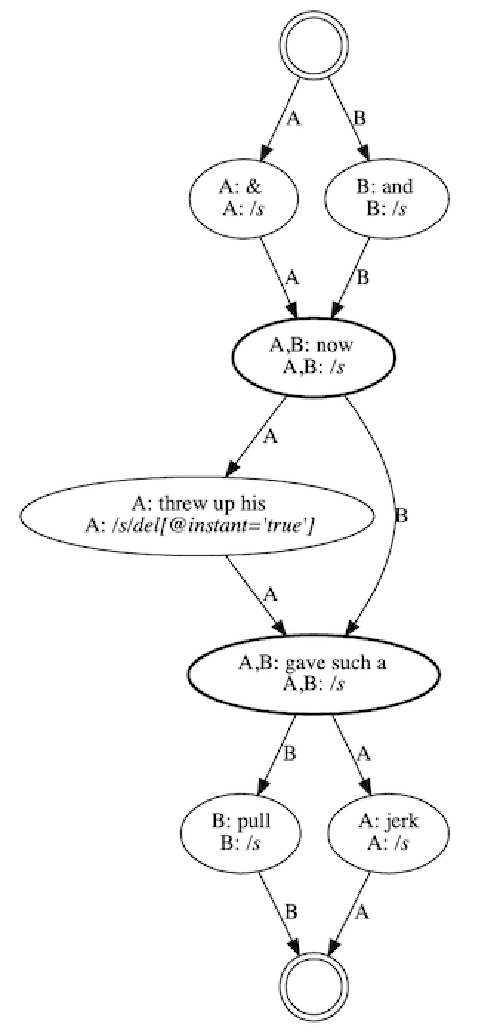 A
B
A: &
A: /s
B: and
B: /s
A
B
A,B: now
A,B: /s
A
B
A: threw up his
A: /s/del[@instant='true']
A
A,B: gave such a
A,B: /s
B
A
B: pull
B: /s
A: jerk
A: /s
B
A